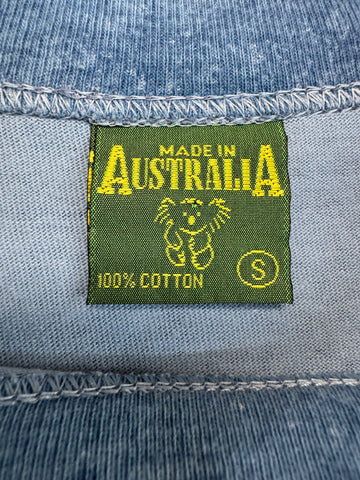 MADE IN
AUSTRALIA
100% COTTON
S